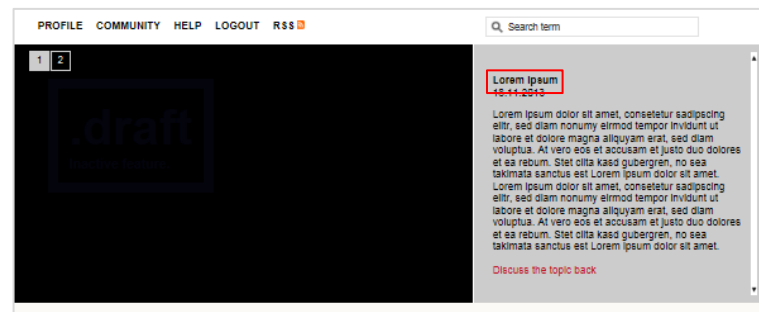 PROFILE COMMUNITY HELP LOGOUT RSS
Search term
1 2
.draft
Lorem Ipsum
18.11.2013
Lorem ipsum dolor sit amet, consetetur sadipscing
elitr, sed diam nonumy eirmod tempor invidunt ut
labore et dolore magna aliquyam erat, sed diam
voluptua. At vero eos et accusam et justo duo dolores
et ea rebum. Stet clita kasd gubergren, no sea
takimata sanctus est Lorem ipsum dolor sit amet.
Lorem ipsum dolor sit amet, consetetur sadipscing
elitr, sed diam nonumy eirmod tempor invidunt ut
labore et dolore magna aliquyam erat, sed diam
voluptua. At vero eos et accusam et justo duo dolores
et ea rebum. Stet clita kasd gubergren, no sea
takimata sanctus est Lorem ipsum dolor sit amet.
Discuss the topic back